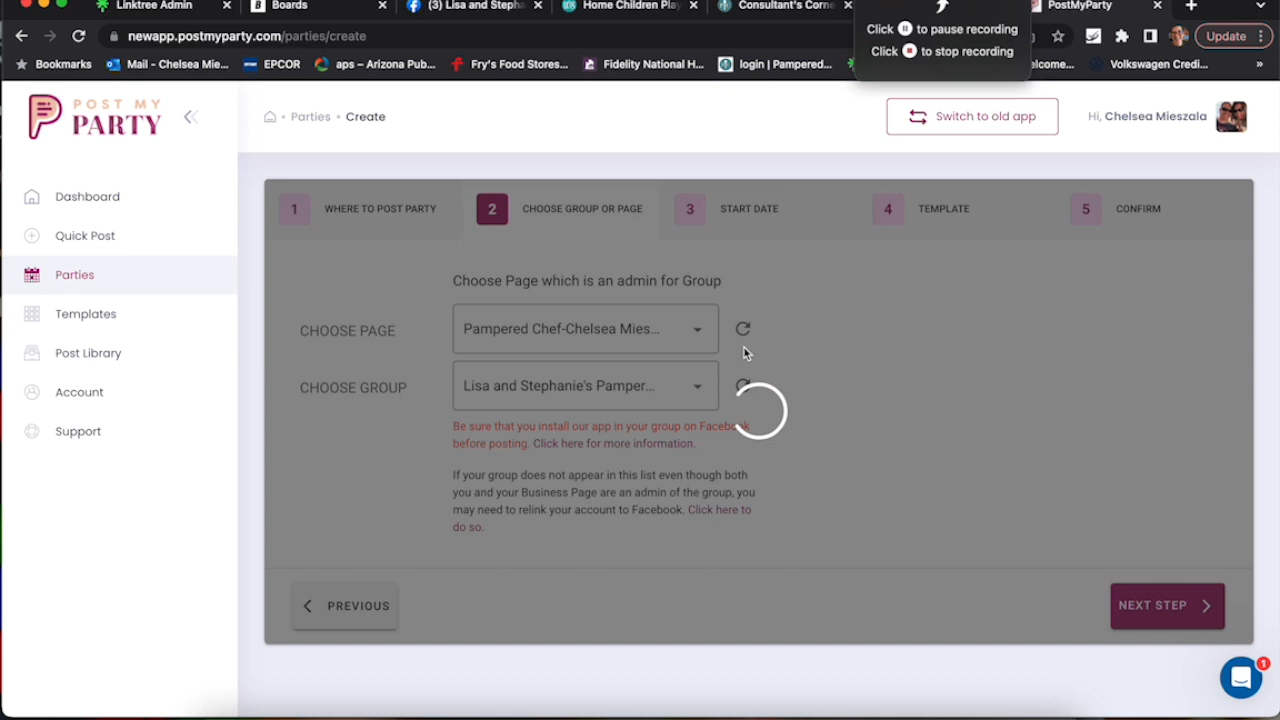 Linktree Admin
Boards
(3) Lisa and Steph
Home Children Play
Consultant's Corne
PostMyParty
Click to pause recording
Click to stop recording
newapp.postmyparty.com/parties/create
Update
Bookmarks
Mail - Chelsea Mie...
EPCOR
aps – Arizona Pub...
Fry's Food Stores...
Fidelity National H...
login | Pampered...
elcome...
Volkswagen Credi...
»
POST MY
PARTY
Parties • Create
Switch to old app
Hi, Chelsea Mieszala
Dashboard
Quick Post
Parties
Templates
Post Library
Account
Support
1 WHERE TO POST PARTY
2 CHOOSE GROUP OR PAGE
3 START DATE
4 TEMPLATE
5 CONFIRM
Choose Page which is an admin for Group
CHOOSE PAGE
Pampered Chef-Chelsea Mies...
CHOOSE GROUP
Lisa and Stephanie's Pamper...
Be sure that you install our app in your group on Facebook
before posting. Click here for more information.
If your group does not appear in this list even though both
you and your Business Page are an admin of the group, you
may need to relink your account to Facebook. Click here to
do so.
PREVIOUS
NEXT STEP
1